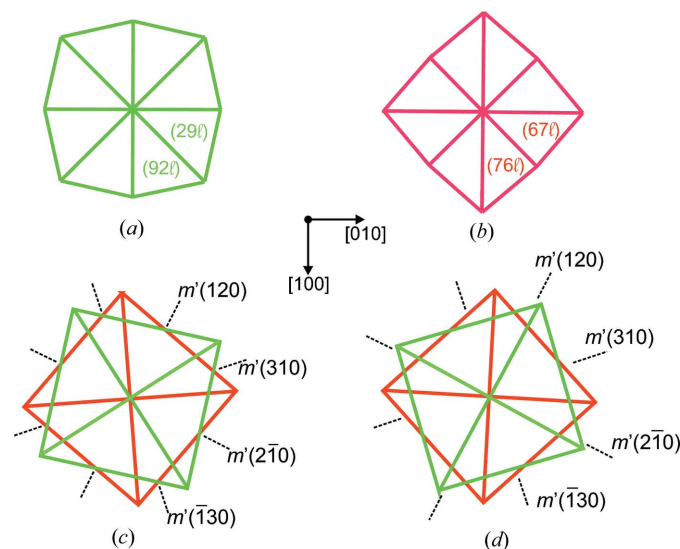 (29ℓ)
(92ℓ)
(a)
(67ℓ)
(76ℓ)
(b)
[010]
[100]
m'(120)
m'(310)
m'(21̅0)
m'(1̅30)
(c)
m'(120)
m'(310)
m'(21̅0)
m'(1̅30)
(d)